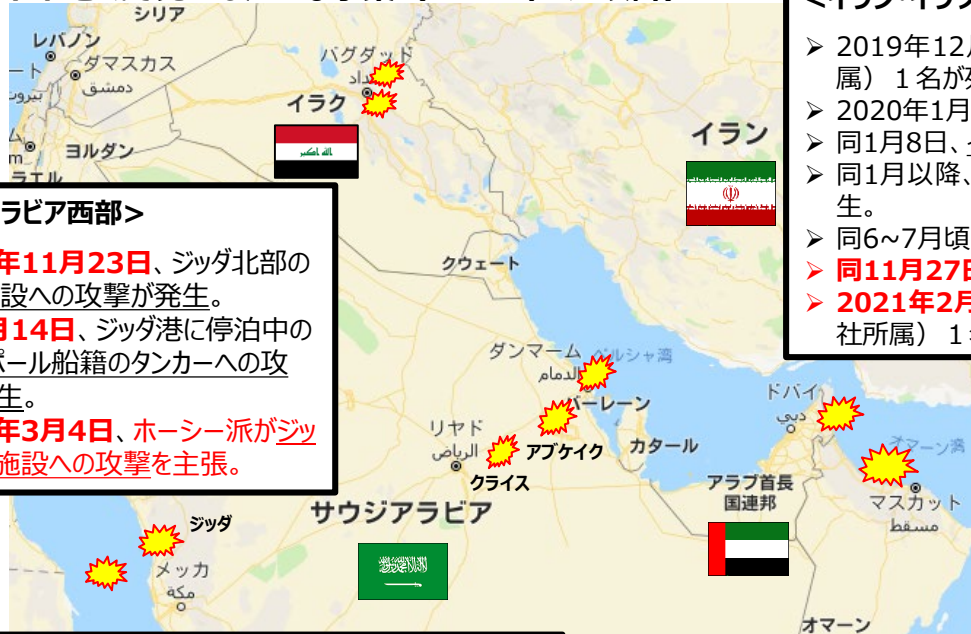 シリア
レバノン
ダマスカス
دمشق
بيروت
バグダッド
بغداد
イラク
الله اكبر
イラン
ヨルダン
ラエル
ラビア西部>
年11月23日、ジッダ北部の
設への攻撃が発生。
月14日、ジッダ港に停泊中の
ポール船籍のタンカーへの攻
生。
年3月4日、ホーシー派がジッ
施設への攻撃を主張。
➢ 2019年12月
属）１名が
➢ 2020年1月
➢ 同1月8日、
➢ 同1月以降、
生。
➢ 同6~7月頃
➢ 同11月27日
➢ 2021年2月
社所属）１
クウェート
ダンマーム
الدمام
ペルシャ湾
バーレーン
リヤド
الرياض
アブケイク
クライス
カタール
ドバイ
دبي
オマーン湾
アラブ首長
国連邦
マスカット
مسقط
サウジアラビア
ジッダ
メッカ
مكة
オマーン